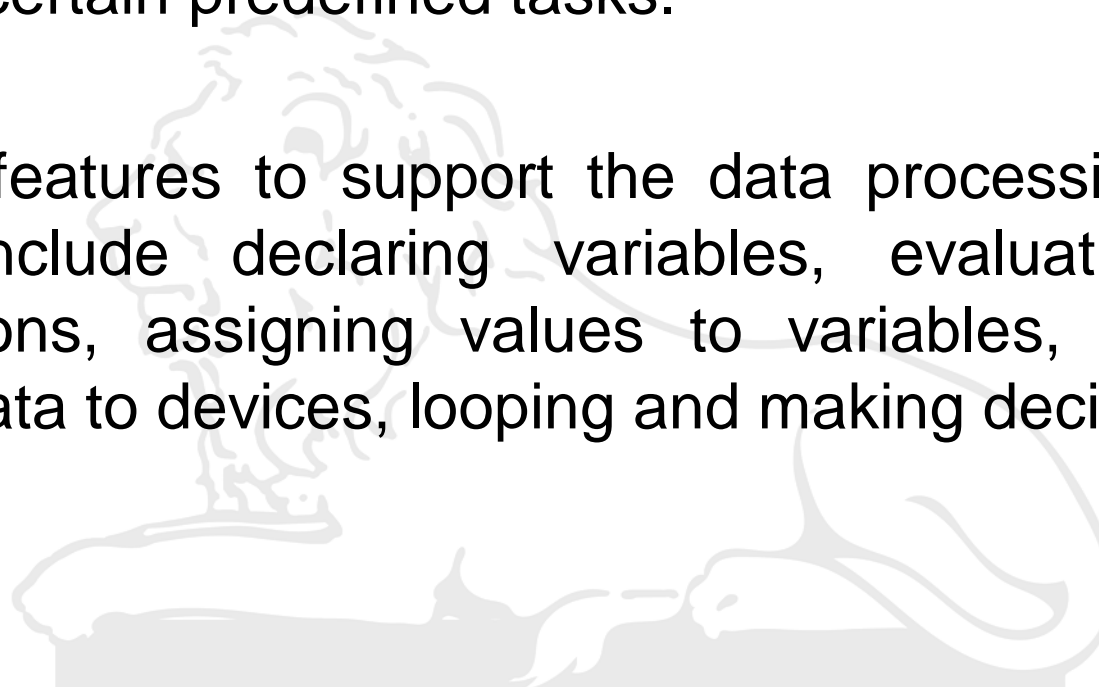 certain predefined tasks.
features to support the data processi
nclude declaring variables, evaluat
ons, assigning values to variables,
ata to devices, looping and making deci